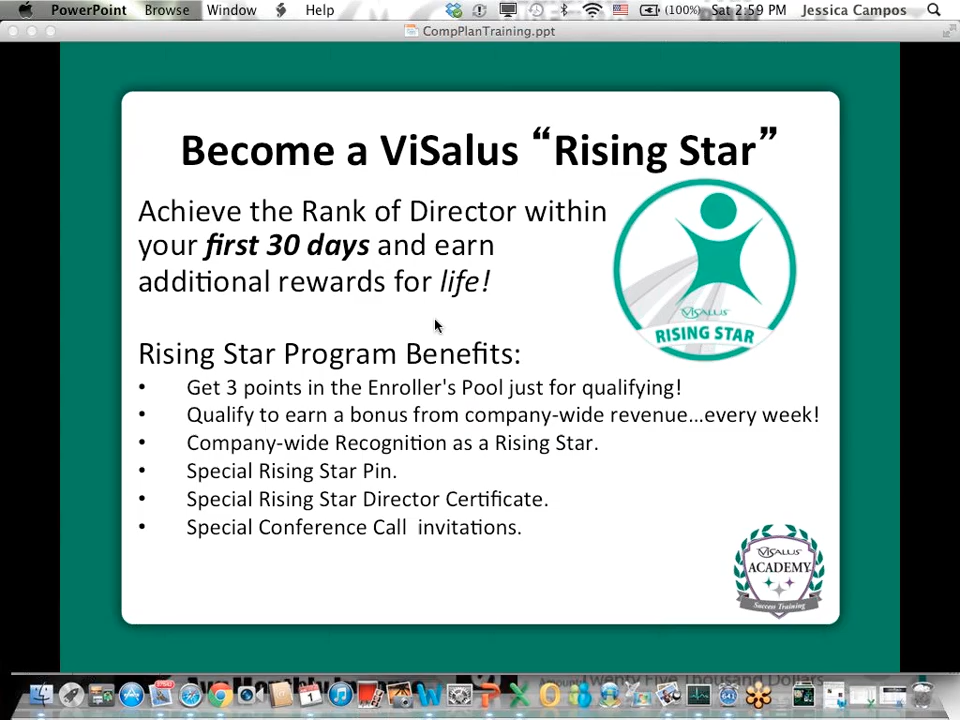 PowerPoint Browse Window Help (100%) Sat 2:59 PM Jessica Campos
CompPlanTraining.ppt
Become a ViSalus “Rising Star”
Achieve the Rank of Director within
your first 30 days and earn
additional rewards for life!
VISALUS
RISING STAR
Rising Star Program Benefits:
• Get 3 points in the Enroller's Pool just for qualifying!
• Qualify to earn a bonus from company-wide revenue...every week!
• Company-wide Recognition as a Rising Star.
• Special Rising Star Pin.
• Special Rising Star Director Certificate.
• Special Conference Call invitations.
VISALUS
ACADEMY
Success Training